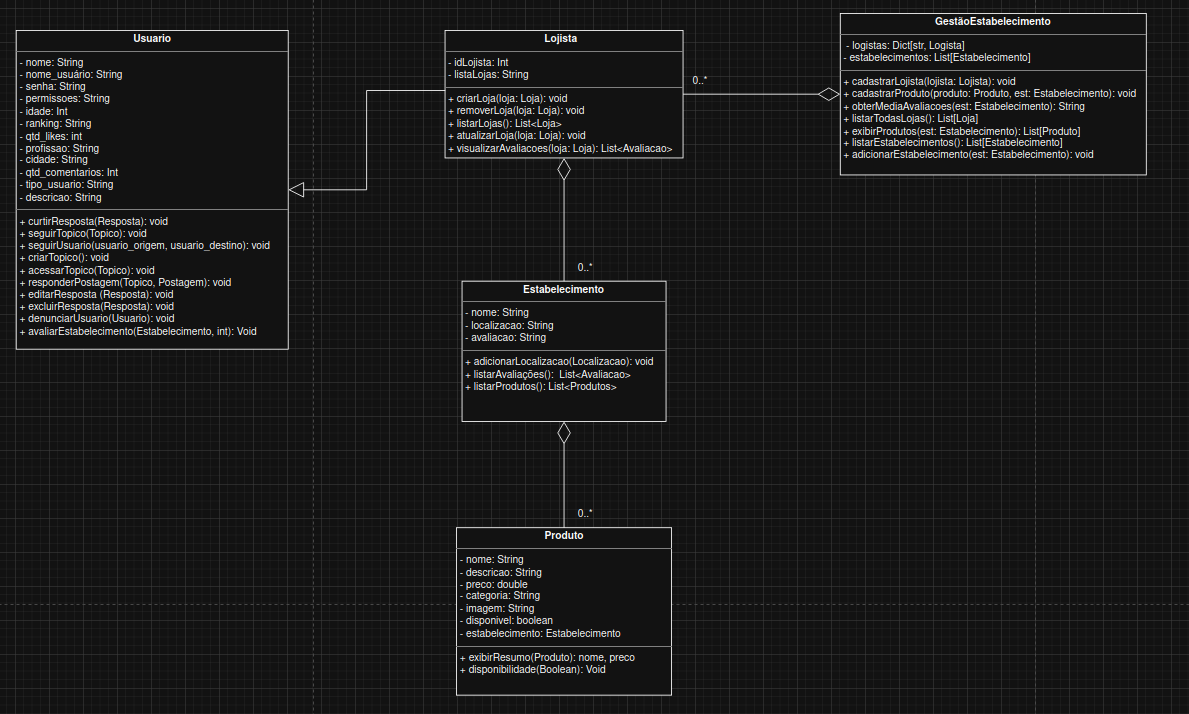 Usuario
- nome: String
- nome_usuário: String
- senha: String
- permissoes: String
- idade: Int
- ranking: String
- qtd_likes: int
- profissao: String
- cidade: String
- qtd_comentarios: Int
- tipo_usuario: String
- descricao: String
+ curtirResposta(Resposta): void
+ seguirTopico(Topico): void
+ seguirUsuario(usuario_origem, usuario_destino): void
+ criarTopico(): void
+ acessarTopico(Topico): void
+ responderPostagem(Topico, Postagem): void
+ editarResposta (Resposta): void
+ excluirResposta(Resposta): void
+ denunciarUsuario(Usuario): void
+ avaliarEstabelecimento(Estabelecimento, int): Void
Lojista
- idLojista: Int
- listaLojas: String
+ criarLoja(loja: Loja): void
+ removerLoja(loja: Loja): void
+ listarLojas(): List<Loja>
+ atualizarLoja(loja: Loja): void
+ visualizarAvaliacoes(loja: Loja): List<Avaliacao>
0..*
GestãoEstabelecimento
- logistas: Dict[str, Logista]
- estabelecimentos: List[Estabelecimento]
+ cadastrarLojista(lojista: Lojista): void
+ cadastrarProduto(produto: Produto, est: Estabelecimento): void
+ obterMediaAvaliacoes(est: Estabelecimento): String
+ listarTodasLojas(): List[Loja]
+ exibirProdutos(est: Estabelecimento): List[Produto]
+ listarEstabelecimentos(): List[Estabelecimento]
+ adicionarEstabelecimento(est: Estabelecimento): void
0..*
Estabelecimento
- nome: String
- localizacao: String
- avaliacao: String
+ adicionarLocalizacao(Localizacao): void
+ listarAvaliações(): List<Avaliacao>
+ listarProdutos(): List<Produtos>
0..*
Produto
- nome: String
- descricao: String
- preco: double
- categoria: String
- imagem: String
- disponivel: boolean
- estabelecimento: Estabelecimento
+ exibirResumo(Produto): nome, preco
+ disponibilidade(Boolean): Void